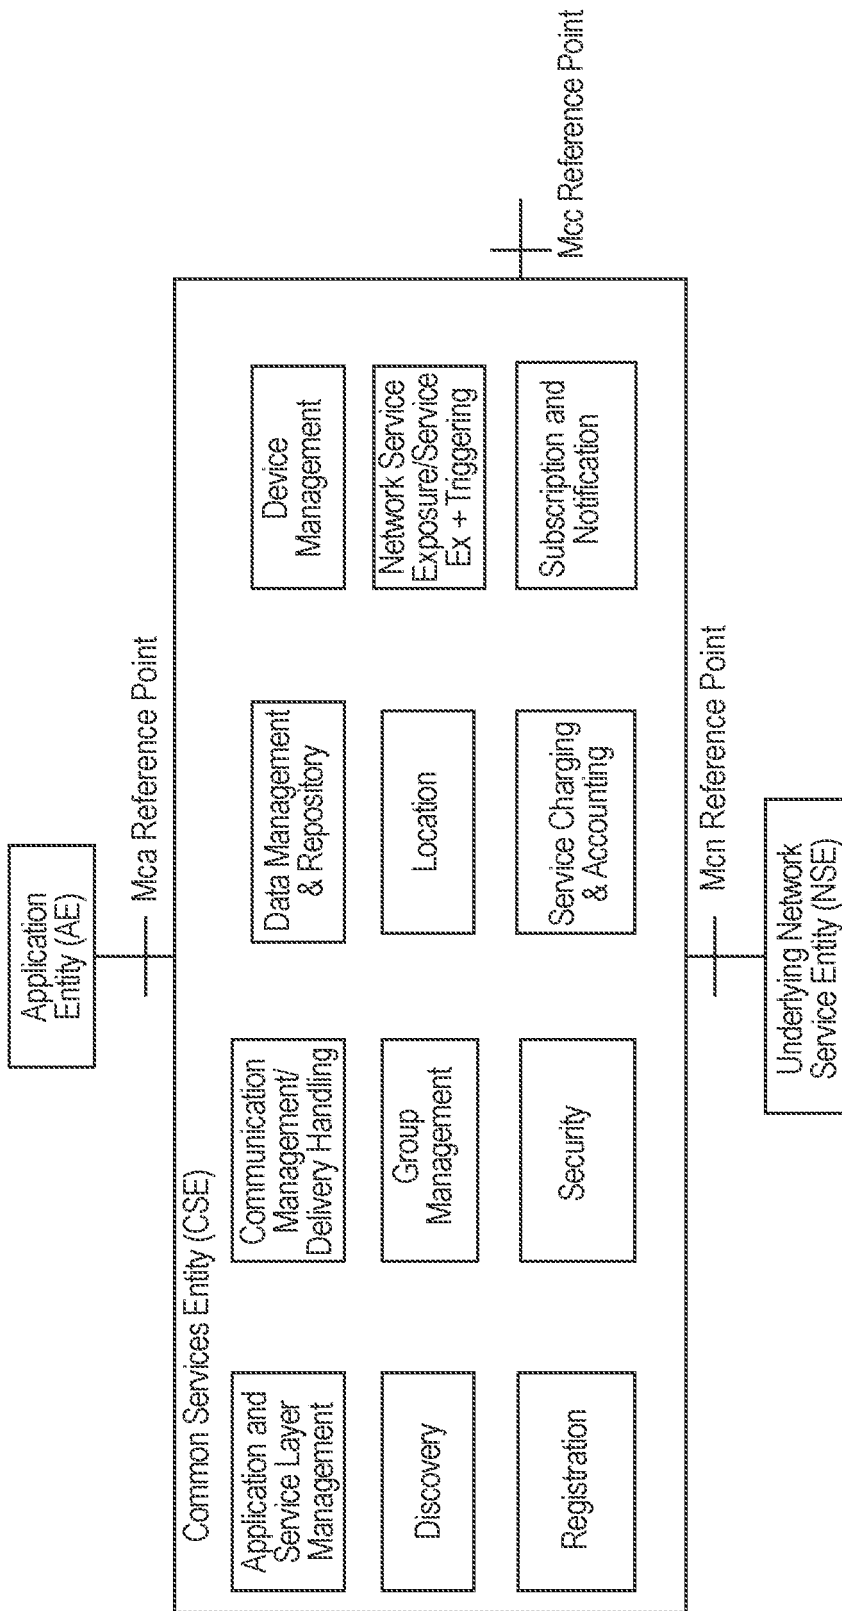 Application
Entity (AE)
Mca Reference Point
Common Services Entity (CSE)
Application and
Service Layer
Management
Communication
Management/
Delivery Handling
Data Management
& Repository
Device
Management
Discovery
Group
Management
Location
Network Service
Exposure/Service
Ex + Triggering
Registration
Security
Service Charging
& Accounting
Subscription and
Notification
Mcc Reference Point
Mcn Reference Point
Underlying Network
Service Entity (NSE)